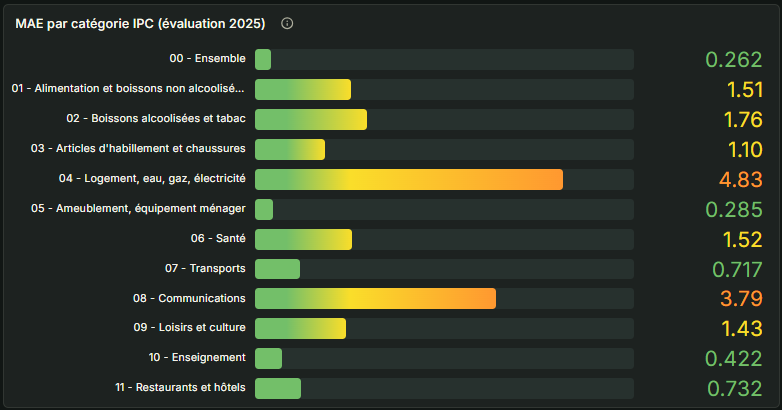 MAE par catégorie IPC (évaluation 2025)
00 - Ensemble 0.262
01 - Alimentation et boissons non alcoolisé... 1.51
02 - Boissons alcoolisées et tabac 1.76
03 - Articles d'habillement et chaussures 1.10
04 - Logement, eau, gaz, électricité 4.83
05 - Ameublement, équipement ménager 0.285
06 - Santé 1.52
07 - Transports 0.717
08 - Communications 3.79
09 - Loisirs et culture 1.43
10 - Enseignement 0.422
11 - Restaurants et hôtels 0.732